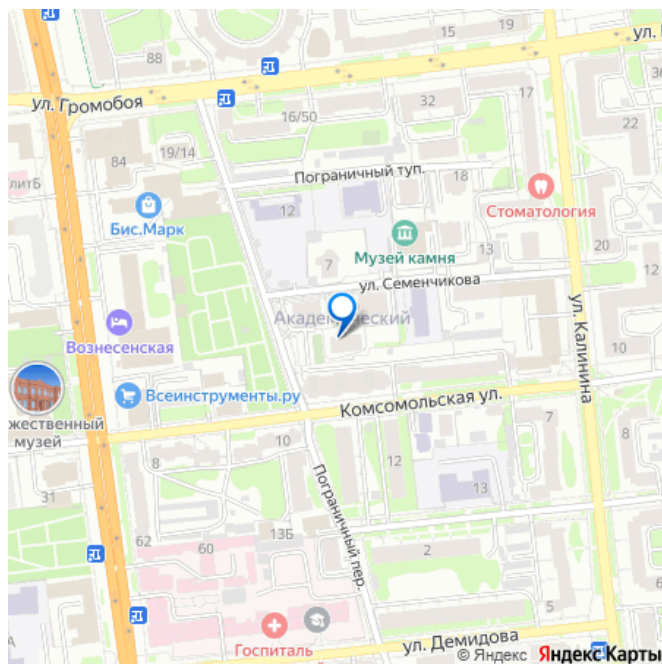 88
15
ул. Громобоя
16/50
32
17
22
84
19/14
Пограничный туп.
18
Стоматология
литБ
Бис.Марк
12
Музей камня
13
20
7
ул. Семенчикова
ул. Калинина
Академический
Вознесенская
10
Всеинструменты.ру
Комсомольская ул.
жественный
музей
10
7
8
8
12
31
13
Пограничный пер.
62
60
13Б
2
5
Госпиталь
ул. Демидова
© Яндекс Яндекс Карты